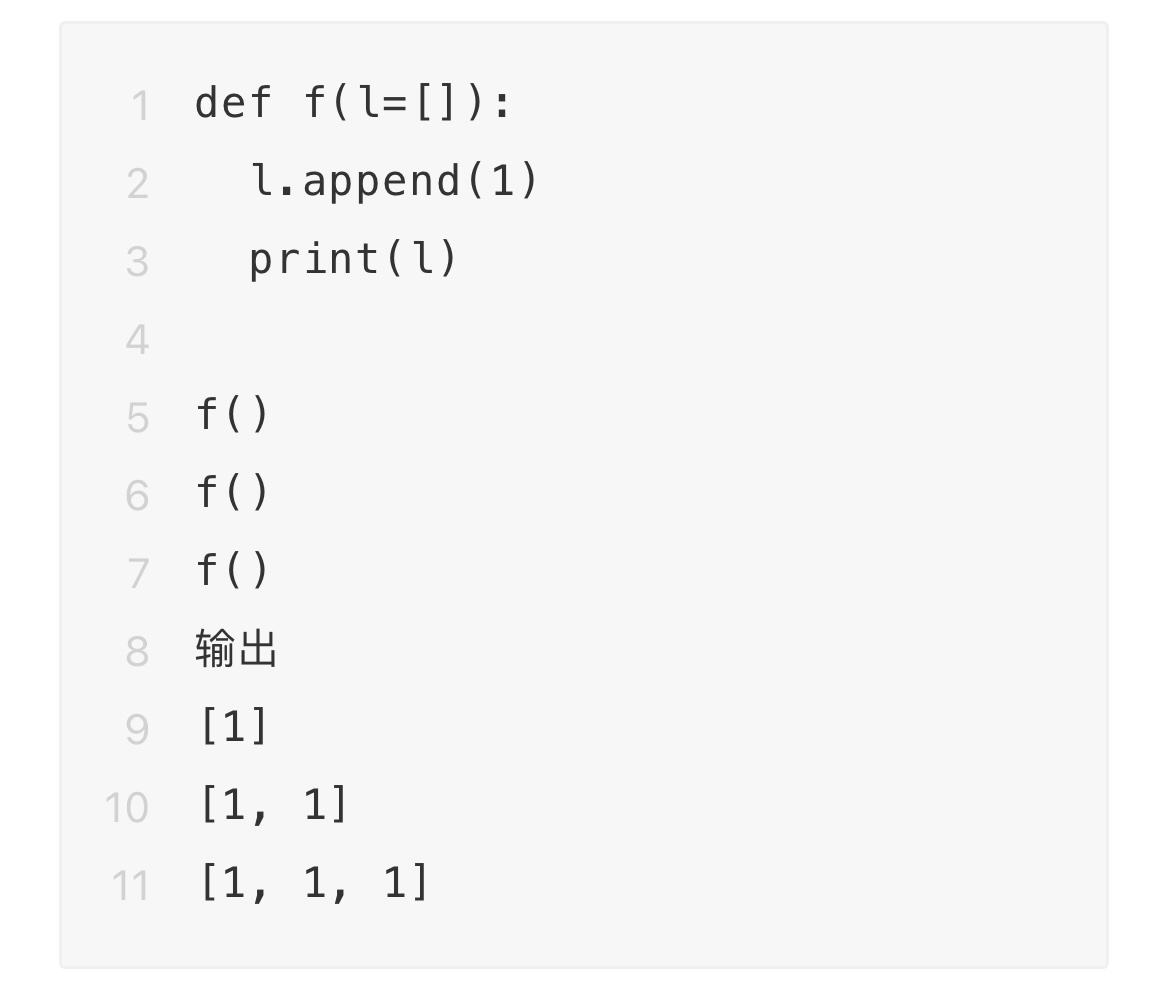 1 def f(l=[]):
2   l.append(1)
3   print(l)
4
5 f()
6 f()
7 f()
8 输出
9 [1]
10 [1, 1]
11 [1, 1, 1]